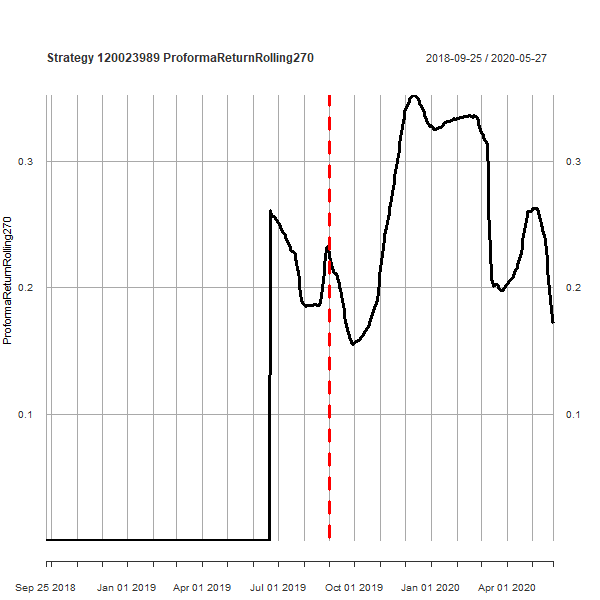 Strategy 120023989 ProformaReturnRolling270
2018-09-25 / 2020-05-27
ProformaReturnRolling270
0.3
0.3
0.2
0.2
0.1
0.1
Sep 25 2018
Jan 01 2019
Apr 01 2019
Jul 01 2019
Oct 01 2019
Jan 01 2020
Apr 01 2020